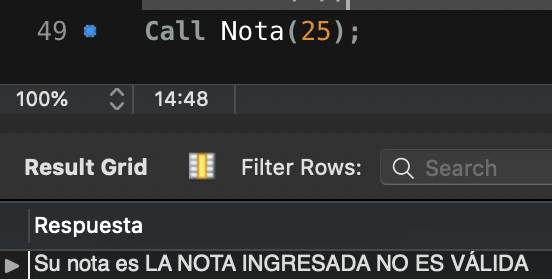 49 Call Nota(25);
100% 14:48
Result Grid Filter Rows: Search
Respuesta
Su nota es LA NOTA INGRESADA NO ES VÁLIDA